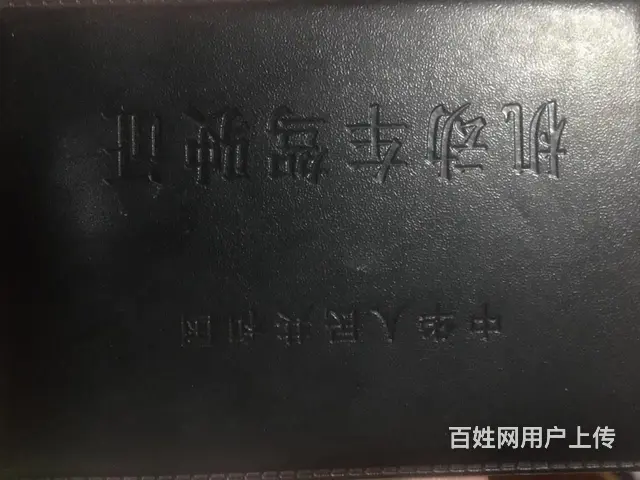 中华人民共和国
机动车驾驶证
百姓网用户上传